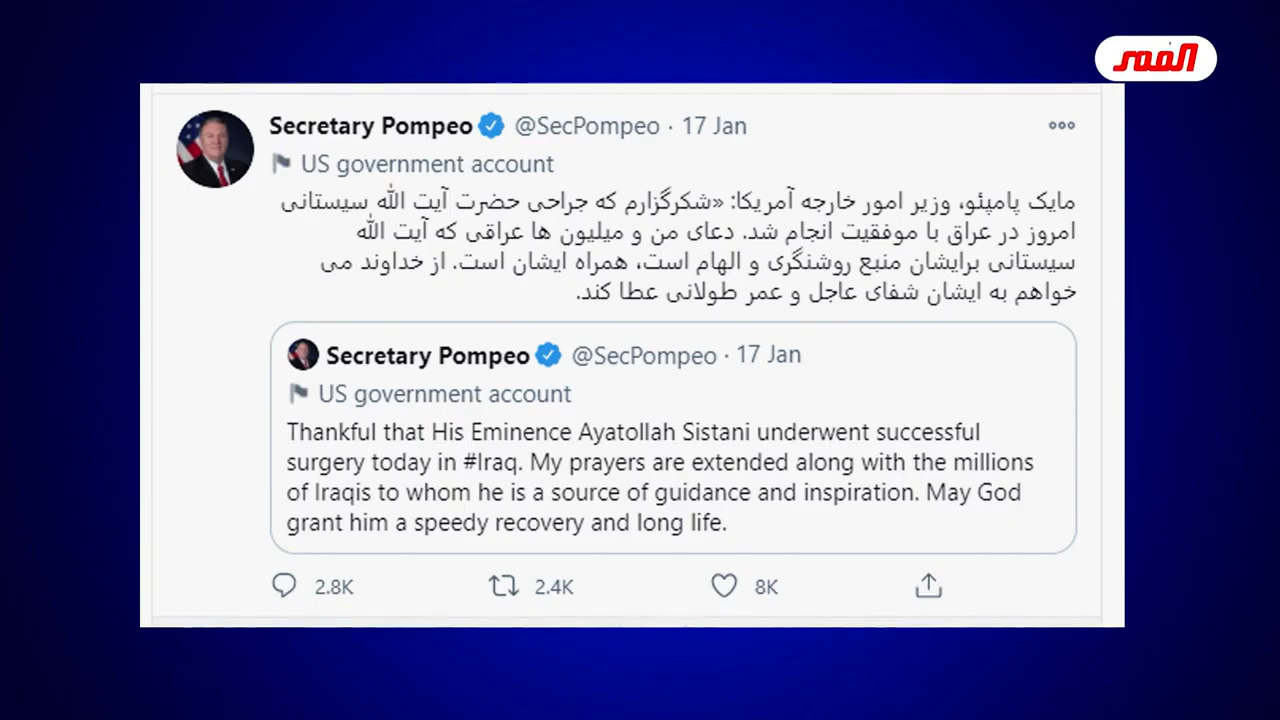 القمر
Secretary Pompeo @SecPompeo · 17 Jan
US government account
مایک پامپئو، وزیر امور خارجه آمریکا: «شکرگزارم که جراحی حضرت آیت الله سیستانی
امروز در عراق با موفقیت انجام شد. دعای من و میلیون ها عراقی که آیت الله
سیستانی برایشان منبع روشنگری و الهام است، همراه ایشان است. از خداوند می
خواهم به ایشان شفای عاجل و عمر طولانی عطا کند.
Secretary Pompeo @SecPompeo · 17 Jan
US government account
Thankful that His Eminence Ayatollah Sistani underwent successful
surgery today in #Iraq. My prayers are extended along with the millions
of Iraqis to whom he is a source of guidance and inspiration. May God
grant him a speedy recovery and long life.
2.8K 2.4K 8K